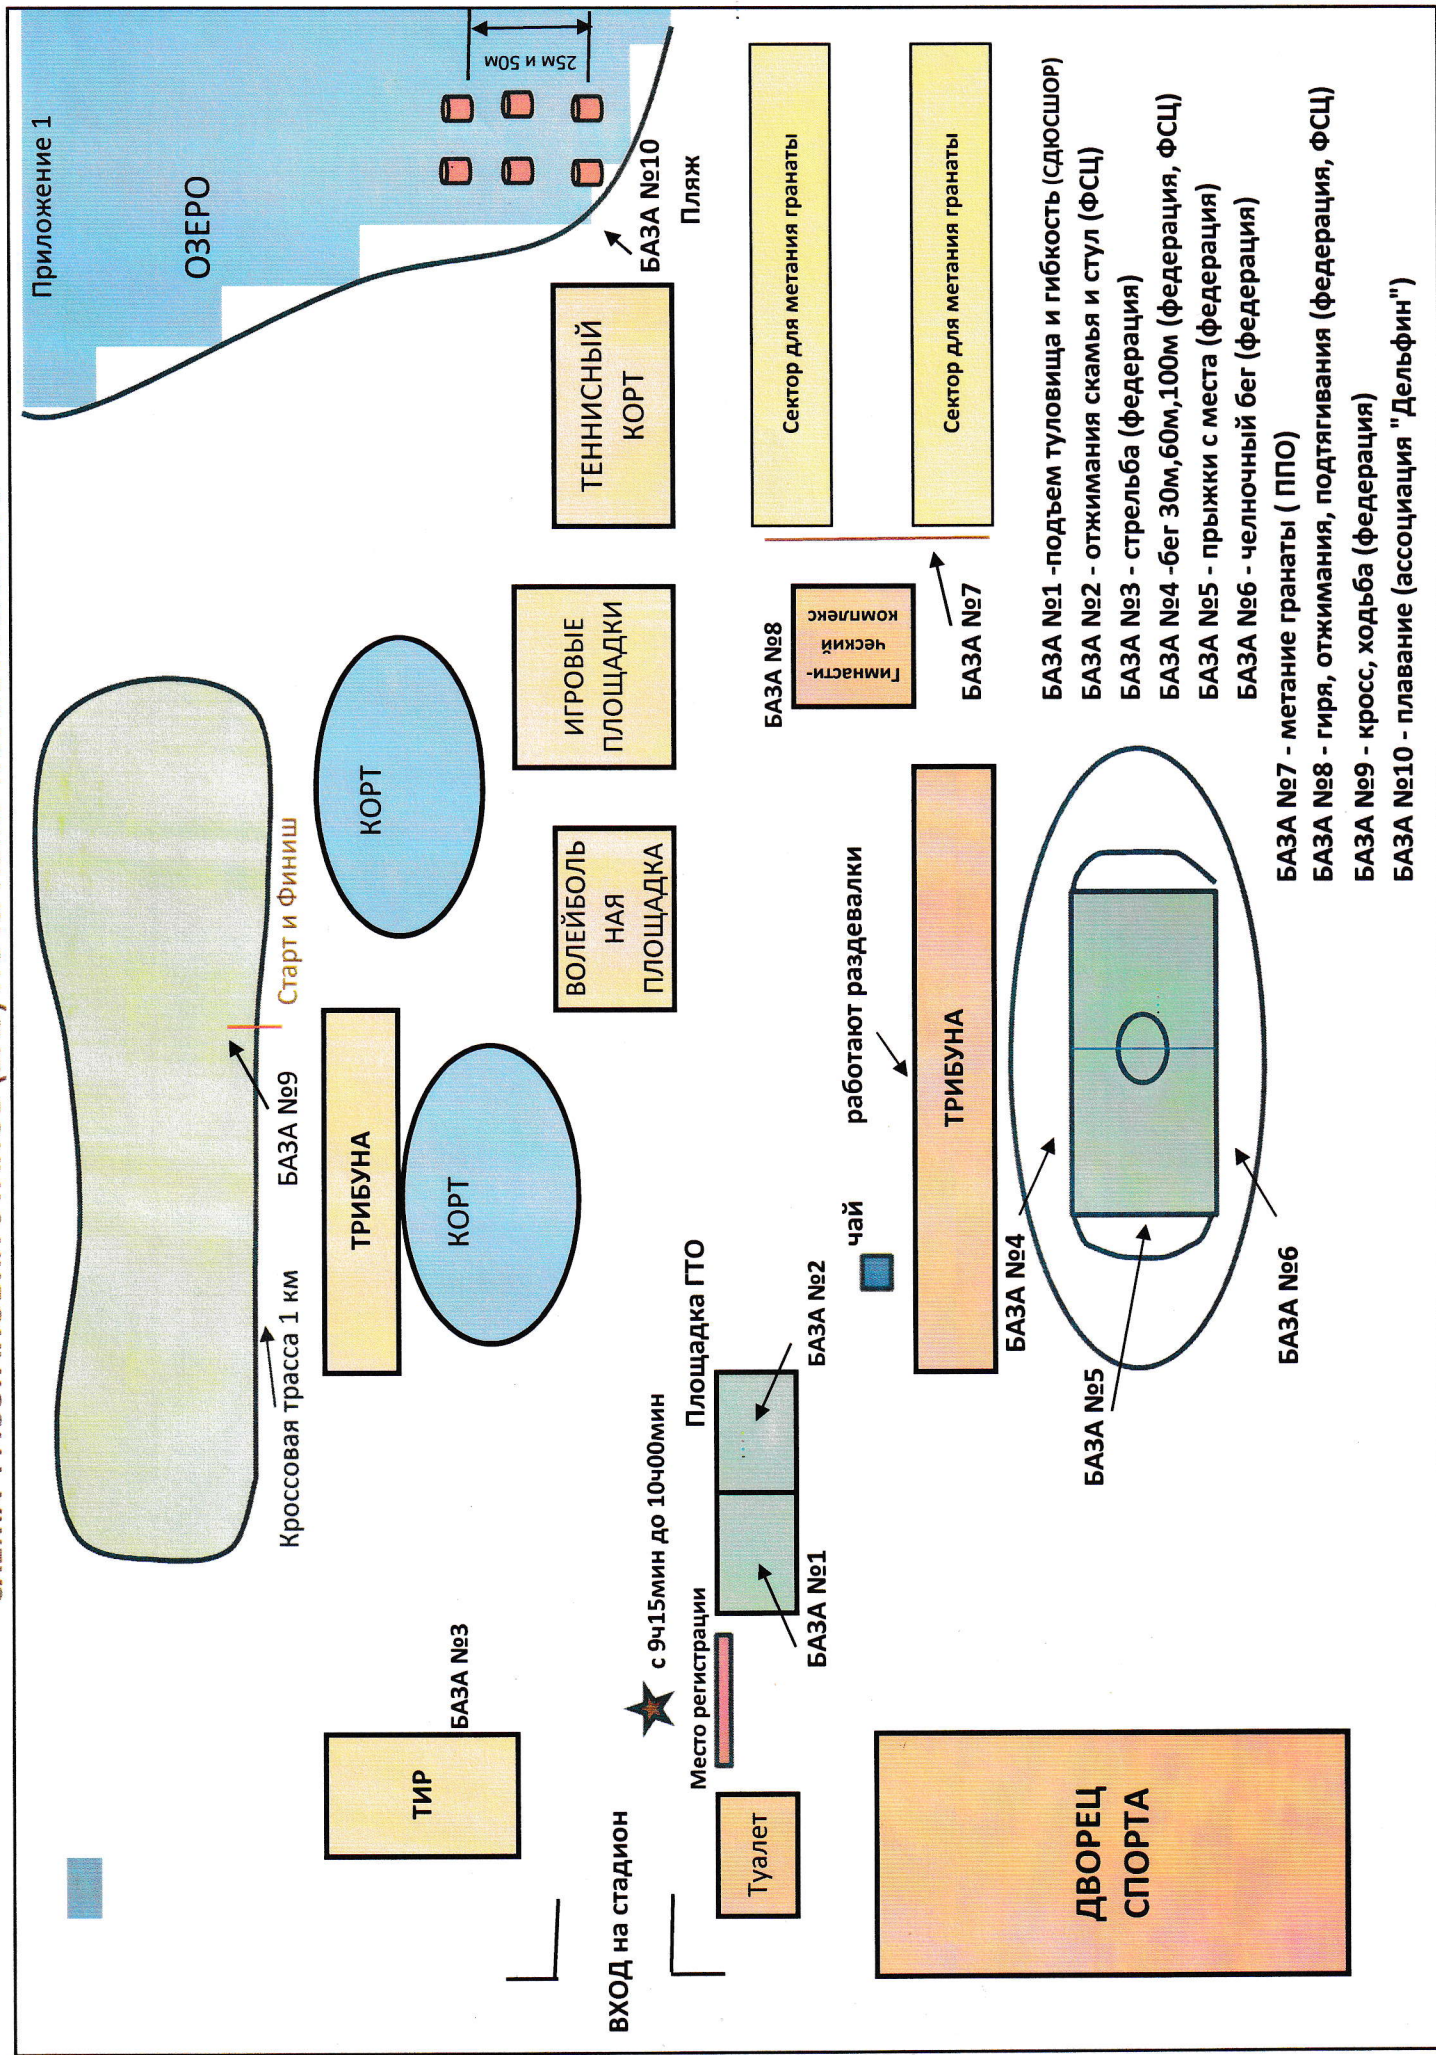 Приложение 1
ОЗЕРО
25м и 50м
БАЗА №10
Пляж
Старт и Финиш
БАЗА №9
Кроссовая трасса 1 км
КОРТ
ТРИБУНА
КОРТ
ТИР
БАЗА №3
ТЕННИСНЫЙ
КОРТ
ИГРОВЫЕ
ПЛОЩАДКИ
ВОЛЕЙБОЛЬ
НАЯ
ПЛОЩАДКА
ВХОД на стадион
с 9ч15мин до 10ч00мин
Место регистрации
Туалет
Площадка ГТО
БАЗА №1
БАЗА №2
чай
работают раздевалки
ТРИБУНА
БАЗА №8
Гимнасти-
ческий
комплекс
БАЗА №7
Сектор для метания гранаты
Сектор для метания гранаты
БАЗА №4
БАЗА №5
БАЗА №6
ДВОРЕЦ
СПОРТА
БАЗА №1 -подъем туловища и гибкость (сдюсшор)
БАЗА №2 - отжимания скамья и стул (ФСЦ)
БАЗА №3 - стрельба (федерация)
БАЗА №4 -бег 30м,60м,100м (федерация, ФСЦ)
БАЗА №5 - прыжки с места (федерация)
БАЗА №6 - челночный бег (федерация)
БАЗА №7 - метание гранаты ( ППО)
БАЗА №8 - гиря, отжимания, подтягивания (федерация, ФСЦ)
БАЗА №9 - кросс, ходьба (федерация)
БАЗА №10 - плавание (ассоциация "Дельфин")